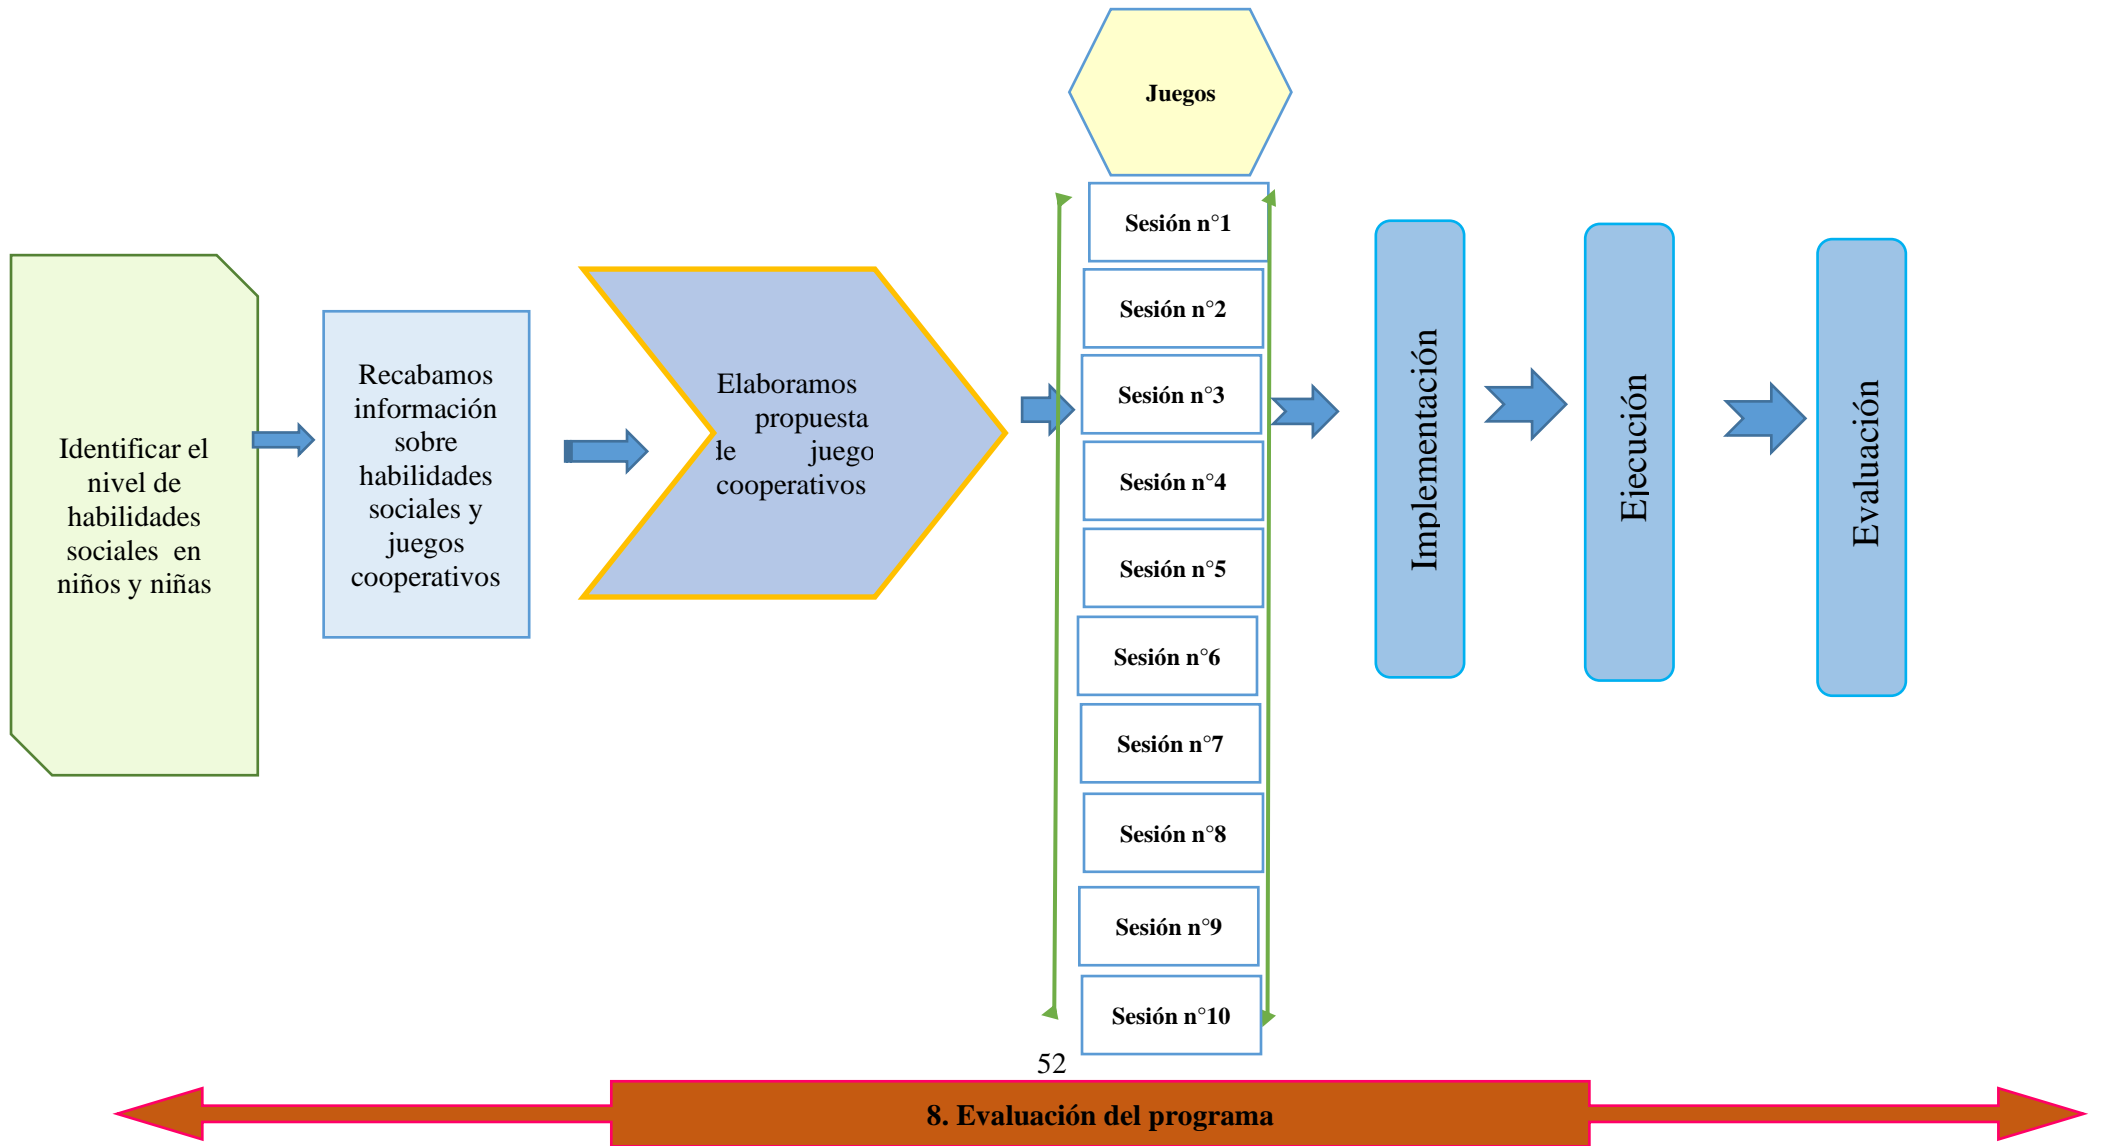 Juegos
Identificar el
nivel de
habilidades
sociales en
niños y niñas
Recabamos
información
sobre
habilidades
sociales y
juegos
cooperativos
Elaboramos
propuesta
de juego
cooperativos
Sesión n°1
Sesión n°2
Sesión n°3
Sesión n°4
Sesión n°5
Sesión n°6
Sesión n°7
Sesión n°8
Sesión n°9
Sesión n°10
Implementación
Ejecución
Evaluación
52
8. Evaluación del programa